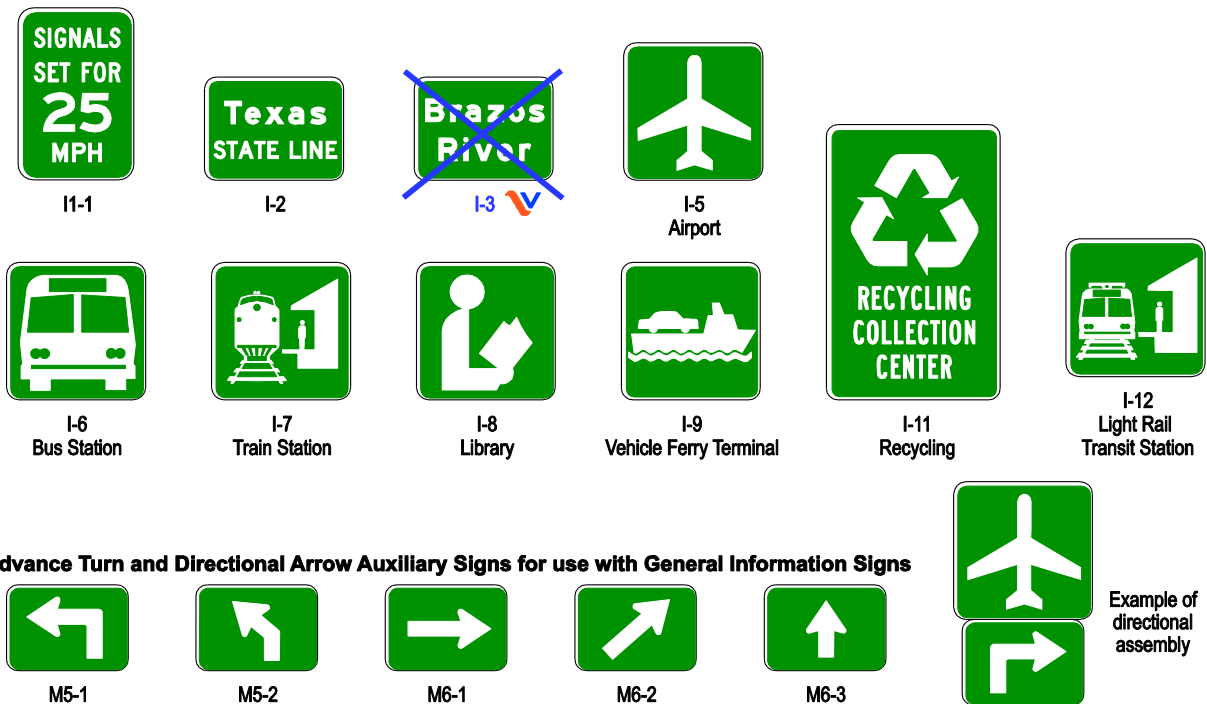 SIGNALS
SET FOR
25
MPH
I1-1
Texas
STATE LINE
I-2
Brazos
River
I-3
I-5
Airport
I-6
Bus Station
I-7
Train Station
I-8
Library
I-9
Vehicle Ferry Terminal
RECYCLING
COLLECTION
CENTER
I-11
Recycling
I-12
Light Rail
Transit Station
dvance Turn and Directional Arrow Auxiliary Signs for use with General Information Signs
M5-1
M5-2
M6-1
M6-2
M6-3
Example of
directional
assembly